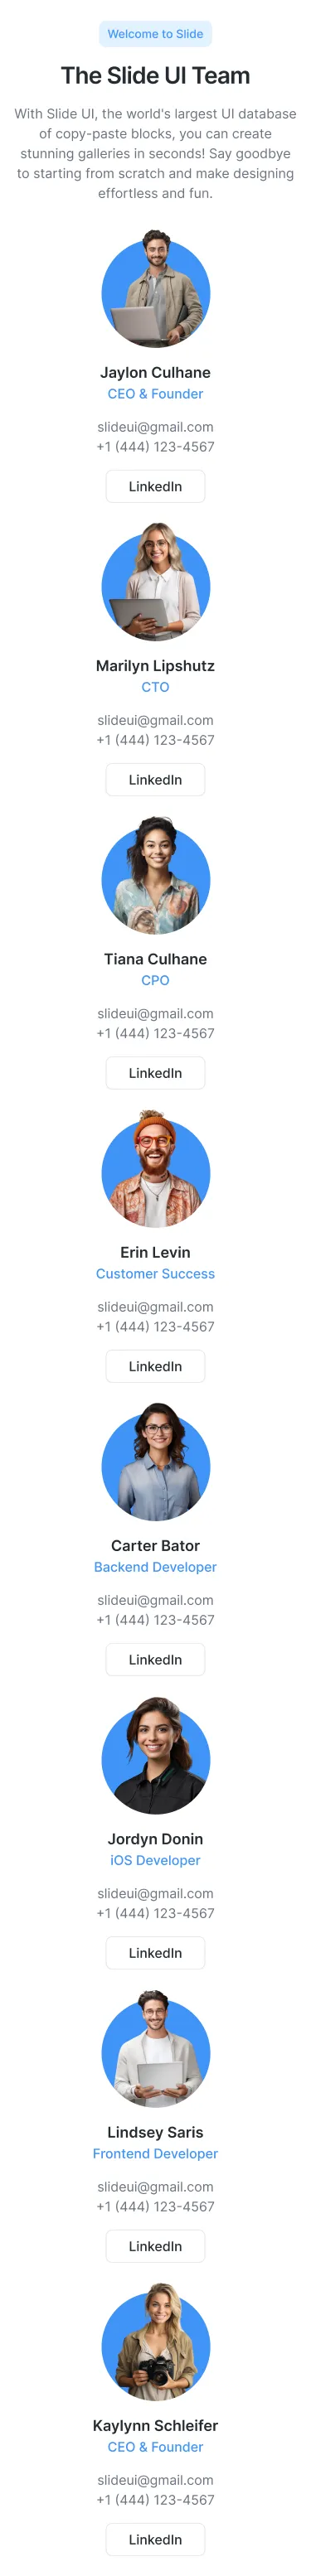 Welcome to Slide
The Slide UI Team
With Slide UI, the world's largest UI database
of copy-paste blocks, you can create
stunning galleries in seconds! Say goodbye
to starting from scratch and make designing
effortless and fun.
Jaylon Culhane
CEO & Founder
slideui@gmail.com
+1 (444) 123-4567
LinkedIn
Marilyn Lipshutz
CTO
slideui@gmail.com
+1 (444) 123-4567
LinkedIn
Tiana Culhane
CPO
slideui@gmail.com
+1 (444) 123-4567
LinkedIn
Erin Levin
Customer Success
slideui@gmail.com
+1 (444) 123-4567
LinkedIn
Carter Bator
Backend Developer
slideui@gmail.com
+1 (444) 123-4567
LinkedIn
Jordyn Donin
iOS Developer
slideui@gmail.com
+1 (444) 123-4567
LinkedIn
Lindsey Saris
Frontend Developer
slideui@gmail.com
+1 (444) 123-4567
LinkedIn
Kaylynn Schleifer
CEO & Founder
slideui@gmail.com
+1 (444) 123-4567
LinkedIn